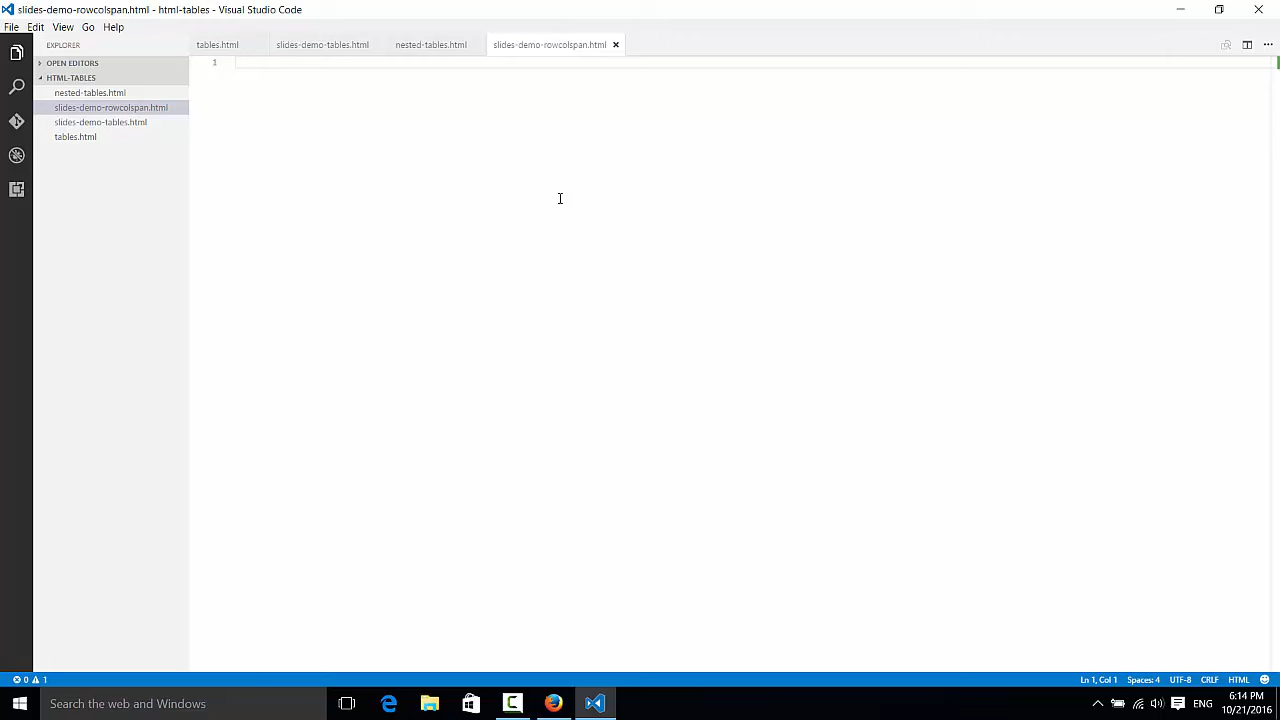 slides-demo-rowcolspan.html - html-tables - Visual Studio Code
File Edit View Go Help
EXPLORER
tables.html slides-demo-tables.html nested-tables.html slides-demo-rowcolspan.html
OPEN EDITORS
1
HTML-TABLES
nested-tables.html
slides-demo-rowcolspan.html
slides-demo-tables.html
tables.html
0 1 Ln 1, Col 1 Spaces: 4 UTF-8 CRLF HTML
Search the web and Windows
ENG
6:14 PM
10/21/2016